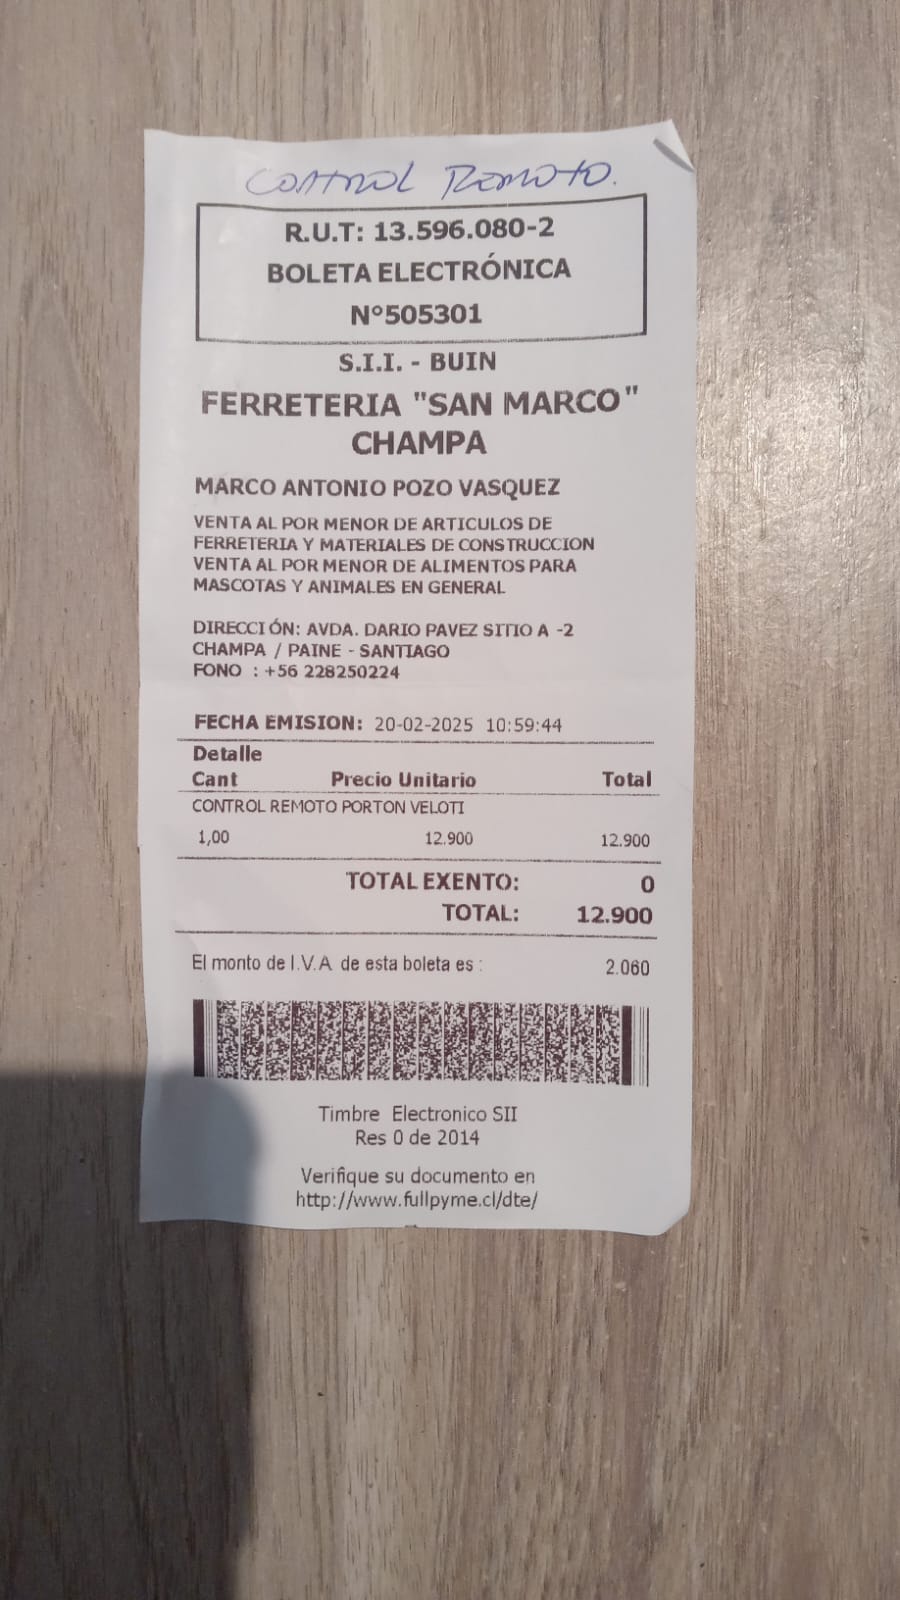 CONTROL REMOTO.
R.U.T: 13.596.080-2
BOLETA ELECTRÓNICA
N°505301
S.I.I. - BUIN
FERRETERIA "SAN MARCO"
CHAMPA
MARCO ANTONIO POZO VASQUEZ
VENTA AL POR MENOR DE ARTICULOS DE
FERRETERIA Y MATERIALES DE CONSTRUCCION
VENTA AL POR MENOR DE ALIMENTOS PARA
MASCOTAS Y ANIMALES EN GENERAL
DIRECCIÓN: AVDA. DARIO PAVEZ SITIO A -2
CHAMPA / PAINE - SANTIAGO
FONO : +56 228250224
FECHA EMISION: 20-02-2025 10:59:44
Detalle
Cant Precio Unitario Total
CONTROL REMOTO PORTON VELOTI
1,00 12.900 12.900
TOTAL EXENTO: 0
TOTAL: 12.900
El monto de I.V.A de esta boleta es : 2.060
Timbre Electronico SII
Res 0 de 2014
Verifique su documento en
http://www.fullpyme.cl/dte/